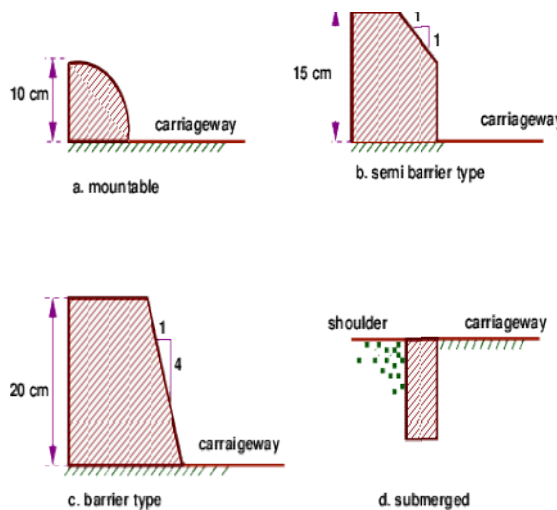 10 cm
carriageway
a. mountable
1
1
15 cm
carriageway
b. semi barrier type
1
4
20 cm
carraigeway
c. barrier type
shoulder
carriageway
d. submerged